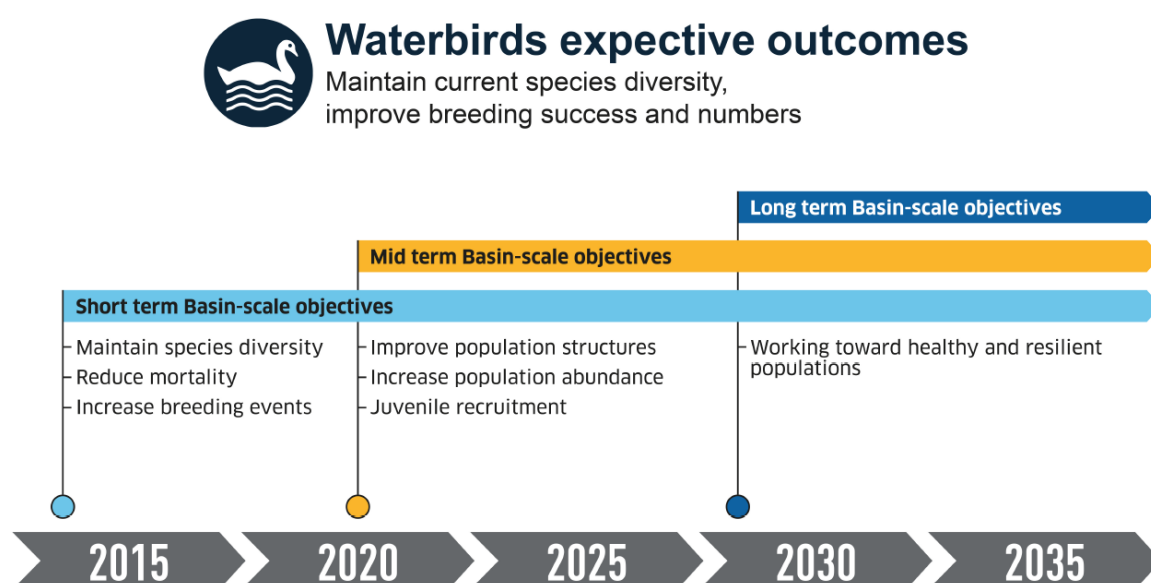 Waterbirds expective outcomes
Maintain current species diversity,
improve breeding success and numbers
Long term Basin-scale objectives
Mid term Basin-scale objectives
Short term Basin-scale objectives
Maintain species diversity
Reduce mortality
Increase breeding events
Improve population structures
Increase population abundance
Juvenile recruitment
Working toward healthy and resilient
populations
2015
2020
2025
2030
2035